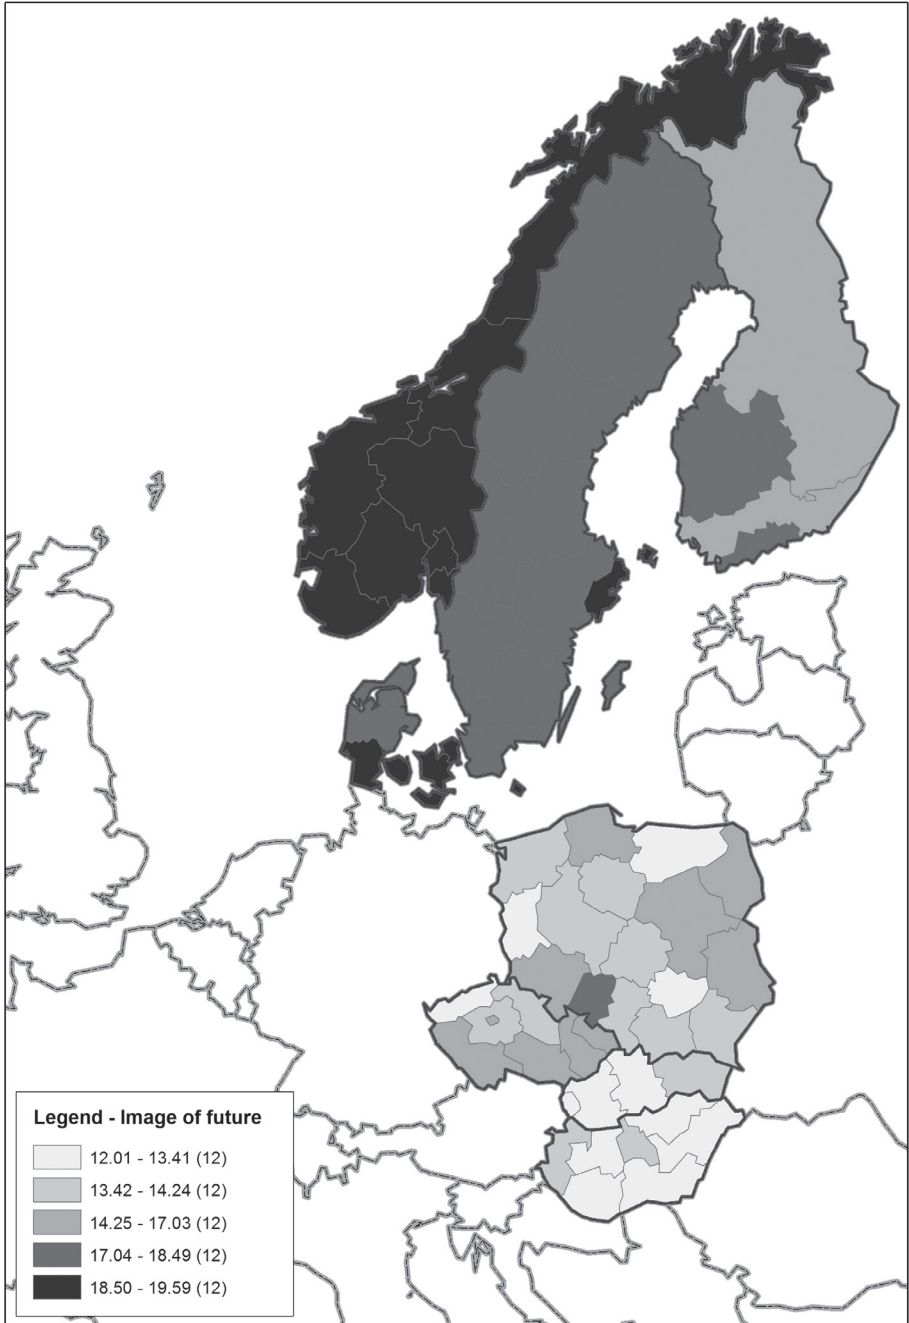 Legend - Image of future
12.01 - 13.41 (12)
13.42 - 14.24 (12)
14.25 - 17.03 (12)
17.04 - 18.49 (12)
18.50 - 19.59 (12)